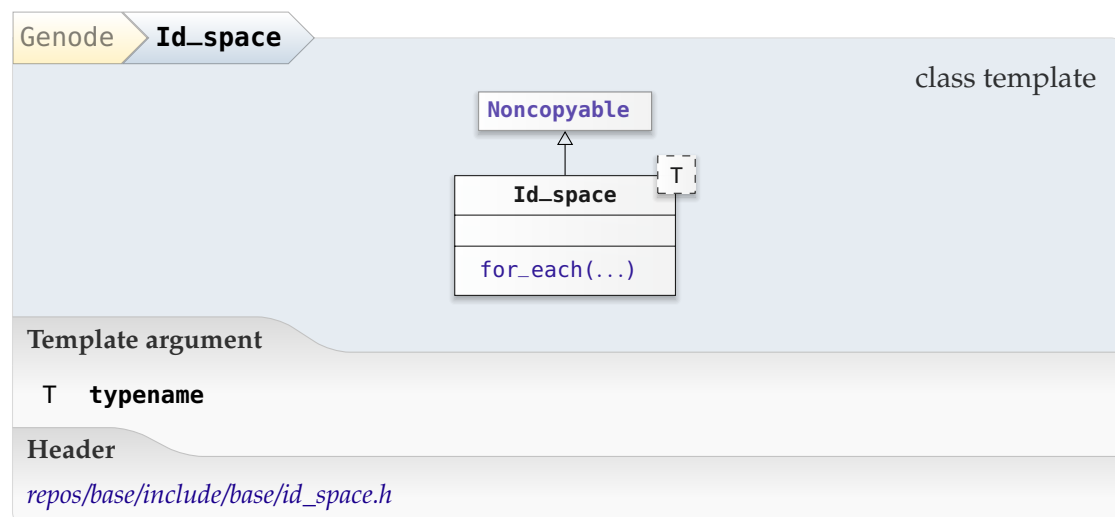 Genode Id_space
class template
Noncopyable
T
Id_space
for_each(...)
Template argument
T typename
Header
repos/base/include/base/id_space.h